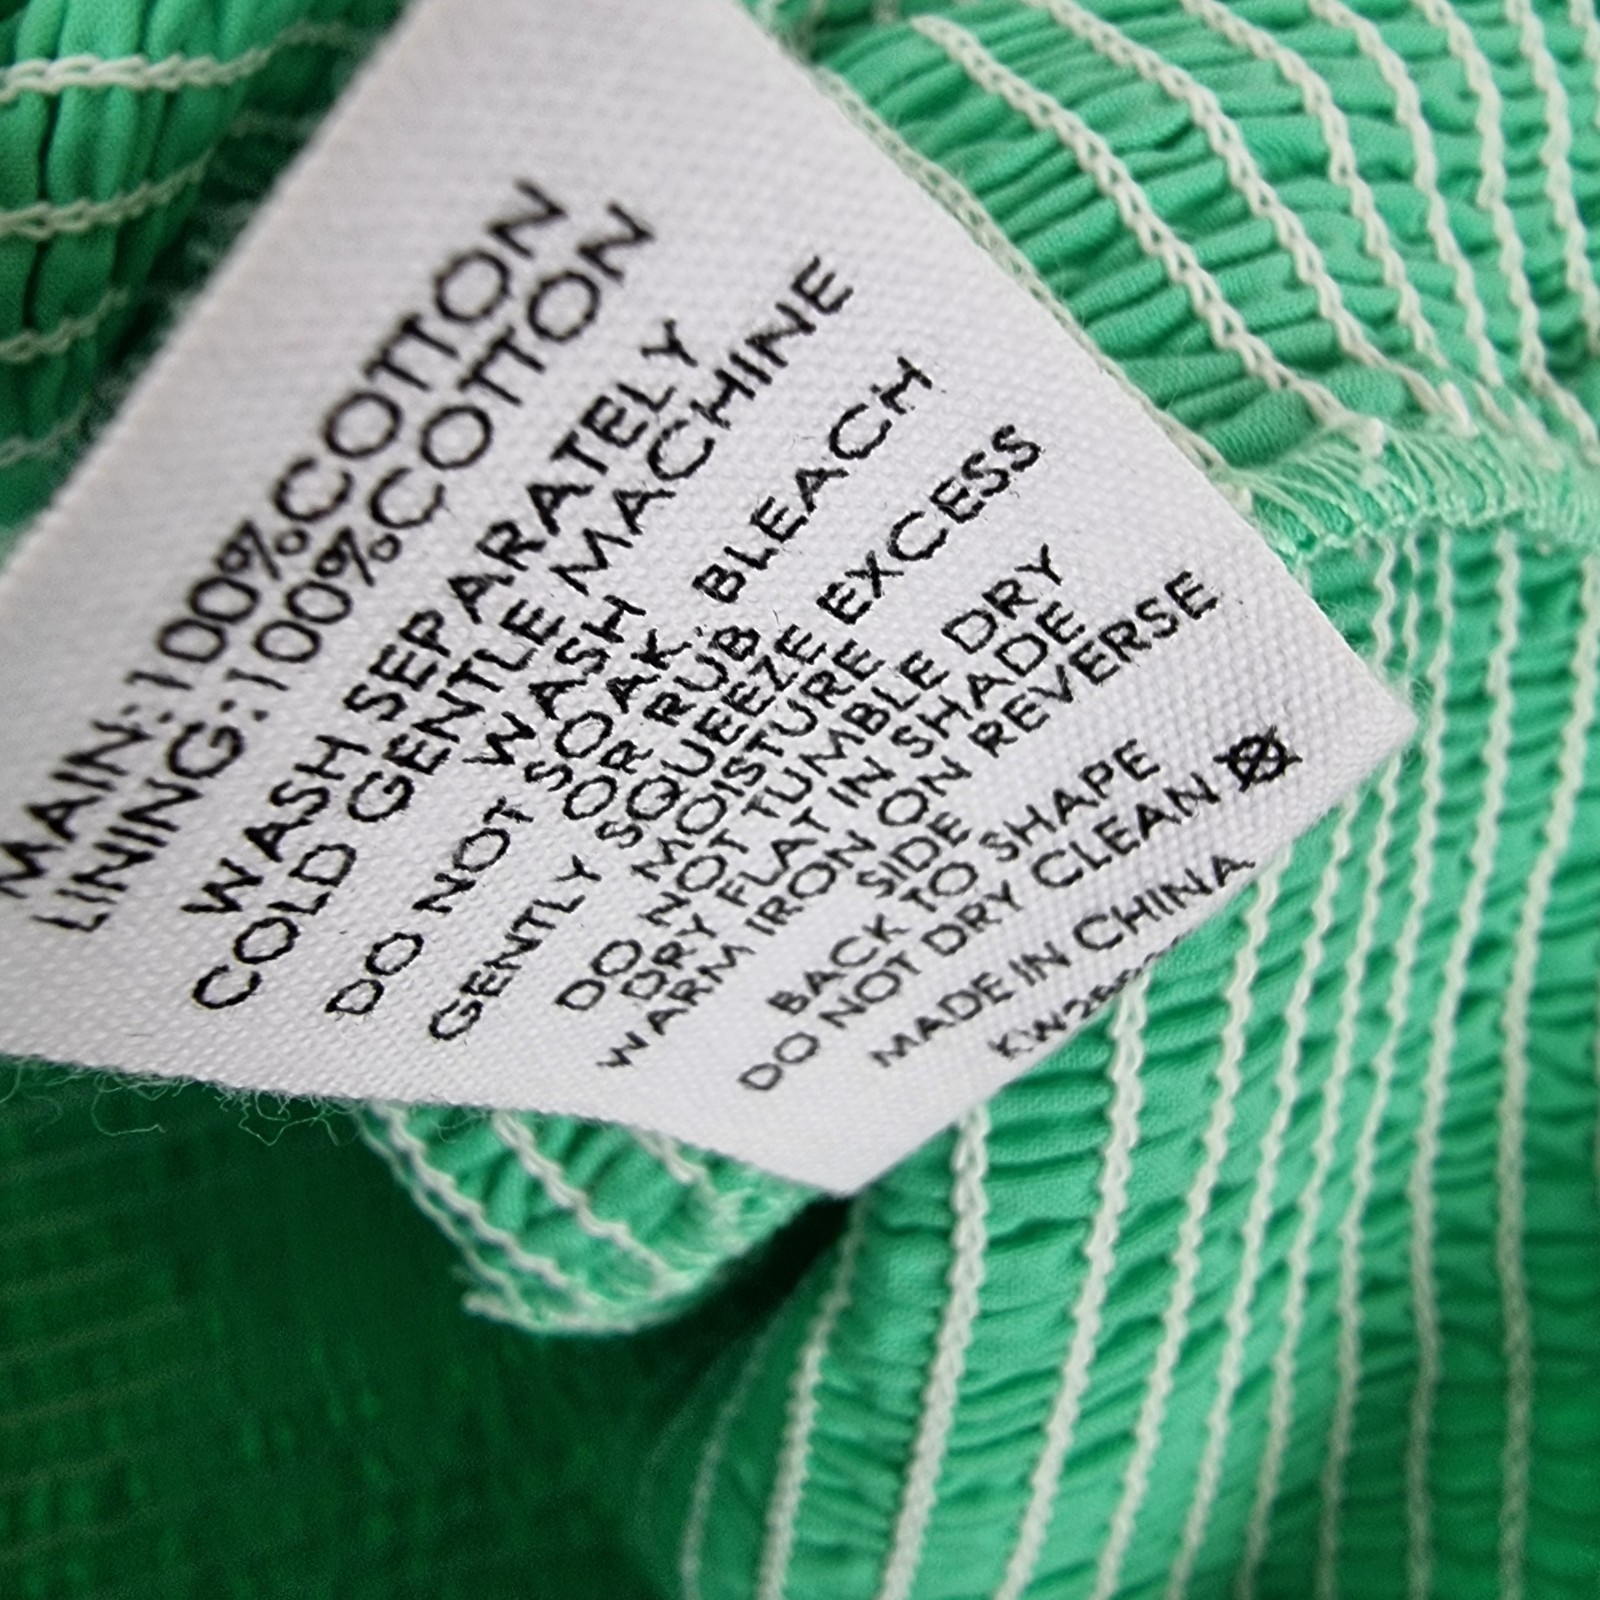 MAIN:100%COTTON
LINING:100%COTTON
WASH SEPARATELY
COLD GENTLE MACHINE
WASH
DO NOT SOAK, BLEACH
OR RUB
GENTLY SQUEEZE EXCESS
MOISTURE
DO NOT TUMBLE DRY
DRY FLAT IN SHADE
WARM IRON ON REVERSE
SIDE
BACK TO SHAPE
DO NOT DRY CLEAN
MADE IN CHINA